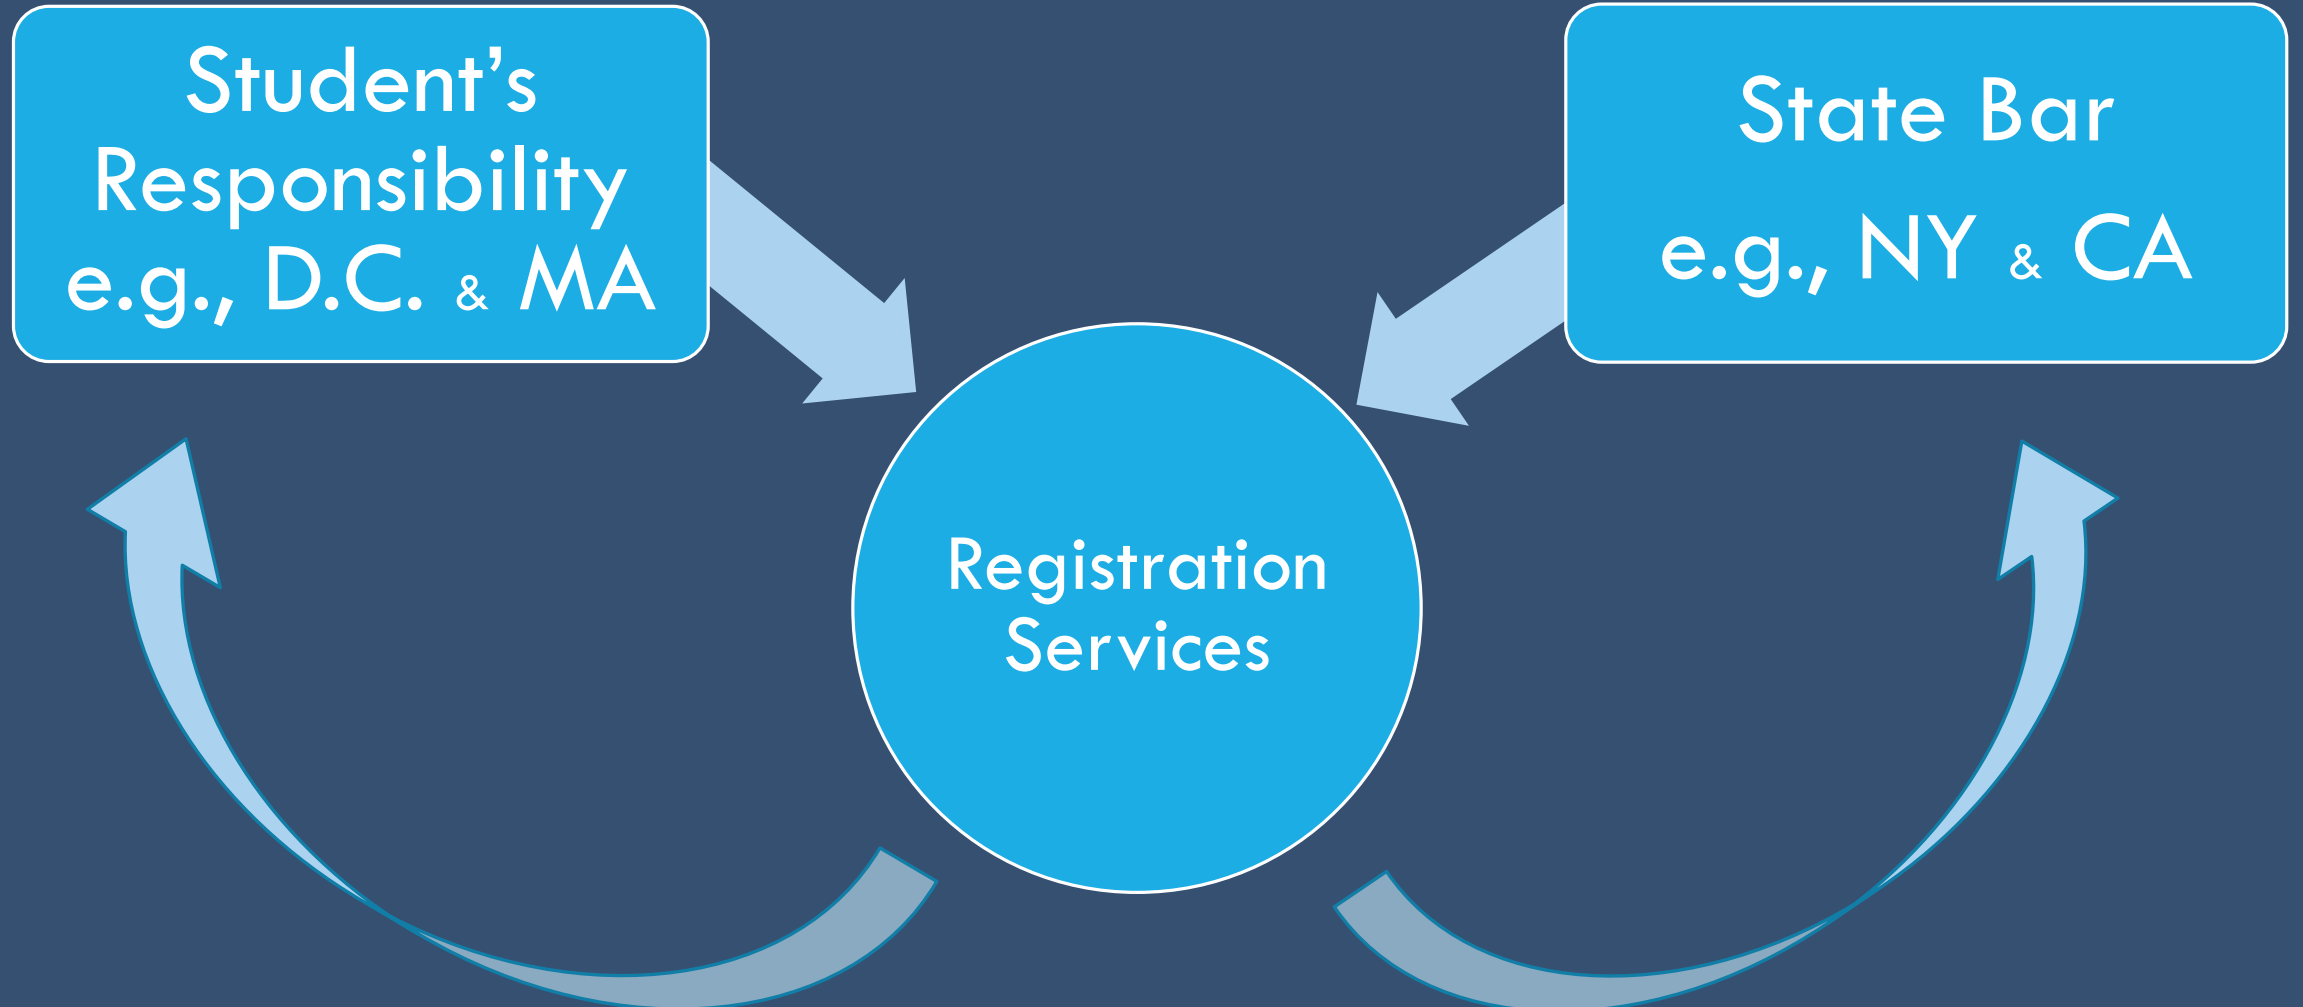 Student’s
Responsibility
e.g., D.C. & MA
State Bar
e.g., NY & CA
Registration
Services